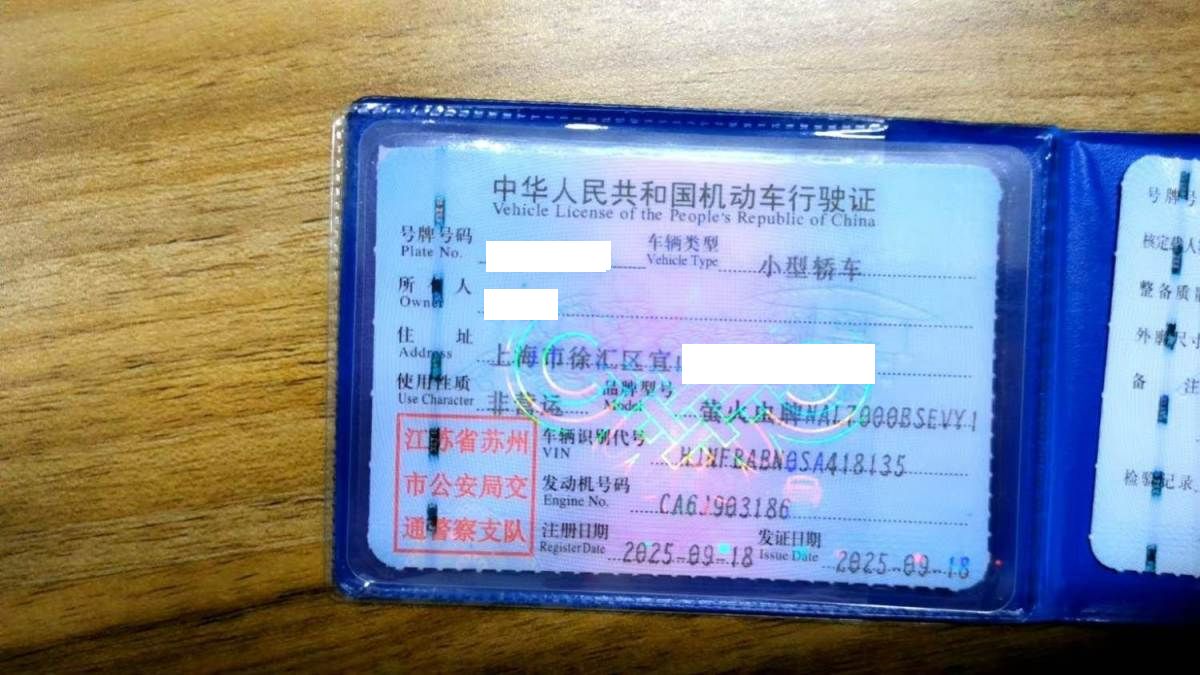 中华人民共和国机动车行驶证
Vehicle License of the People's Republic of China
号牌号码
Plate No.
车辆类型
Vehicle Type
小型轿车
所有人
Owner
住址
Address
上海市徐汇区宜
使用性质
Use Character
非营运
品牌型号
Model
萤火虫牌NAL7000BSEVY1
江苏省苏州
市公安局交
通警察支队
车辆识别代号
VIN
HJNFBABN0SA418135
发动机号码
Engine No.
CA6J903186
注册日期
Register Date
2025-09-18
发证日期
Issue Date
2025-09-18
号牌号
核定载人
整备质
外廓尺寸
备注
检验记录